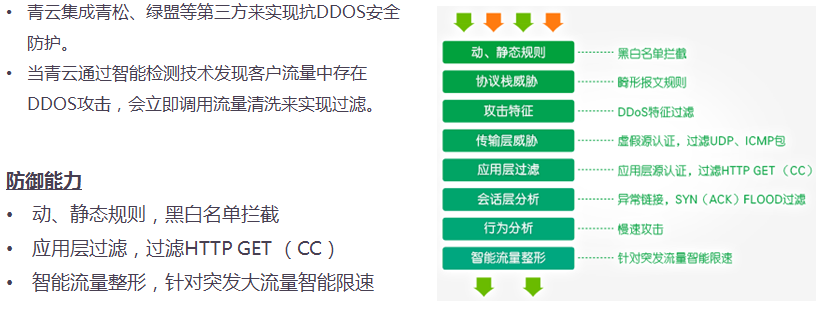 • 青云集成青松、绿盟等第三方来实现抗DDOS安全
防护。
• 当青云通过智能检测技术发现客户流量中存在
DDOS攻击，会立即调用流量清洗来实现过滤。
防御能力
• 动、静态规则，黑白名单拦截
• 应用层过滤，过滤HTTP GET （CC）
• 智能流量整形，针对突发大流量智能限速
动、静态规则 黑白名单拦截
协议栈威胁 畸形报文规则
攻击特征 DDoS特征过滤
传输层威胁 虚假源认证，过滤UDP、ICMP包
应用层过滤 应用层源认证，过滤HTTP GET （CC）
会话层分析 异常链接，SYN（ACK）FLOOD过滤
行为分析 慢速攻击
智能流量整形 针对突发流量智能限速